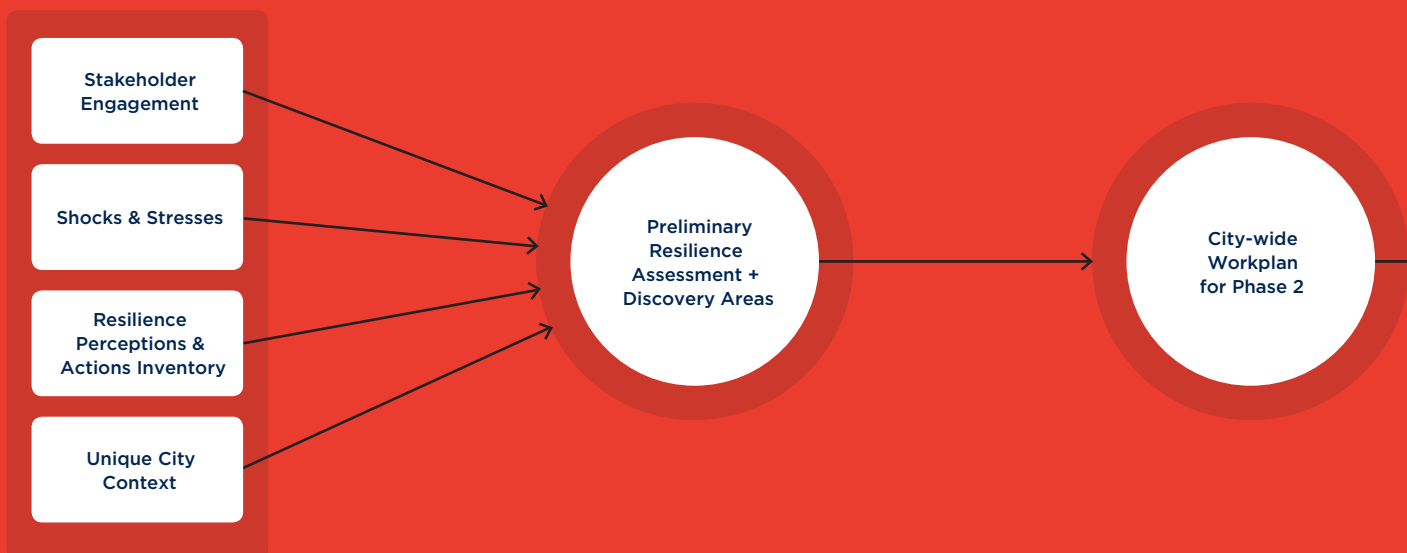 Stakeholder
Engagement
Shocks & Stresses
Resilience
Perceptions &
Actions Inventory
Unique City
Context
Preliminary
Resilience
Assessment +
Discovery Areas
City-wide
Workplan
for Phase 2